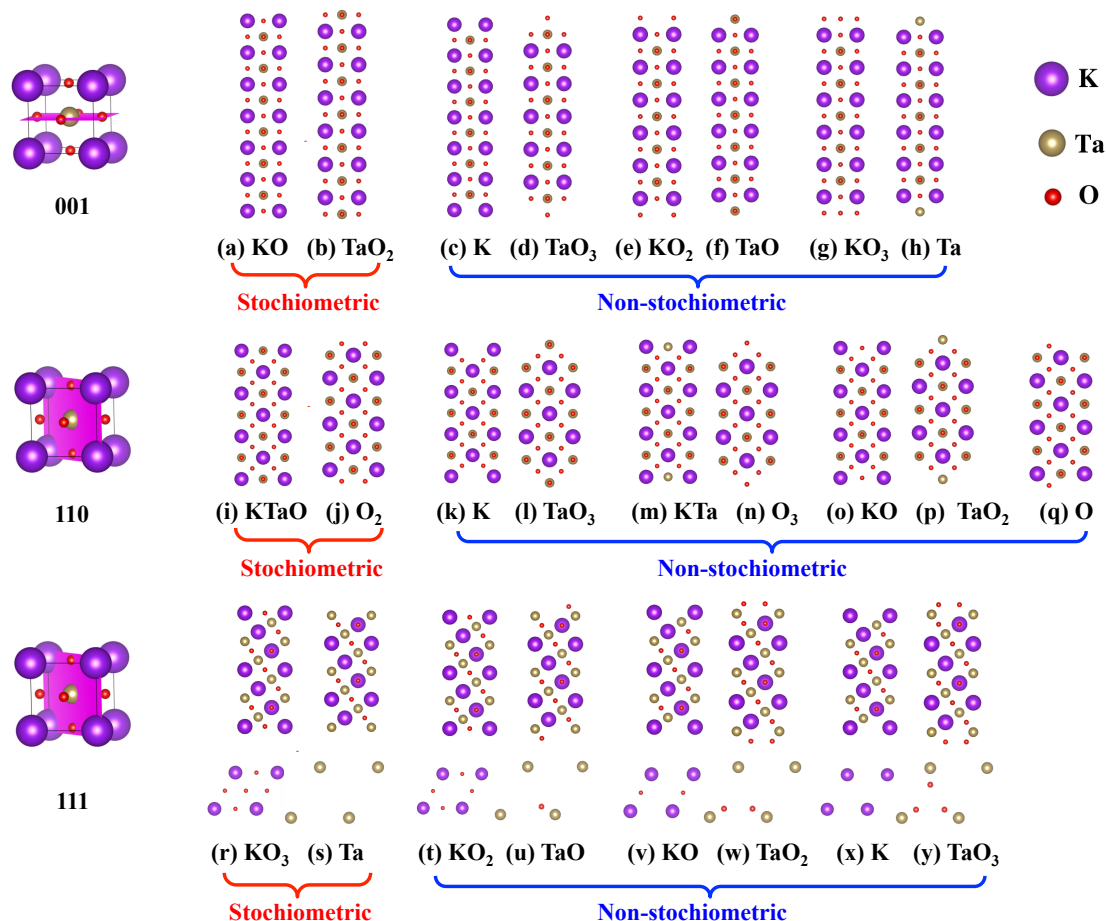 K
Ta
O
001
(a) KO (b) TaO2 (c) K (d) TaO3 (e) KO2 (f) TaO (g) KO3 (h) Ta
Stochiometric Non-stochiometric
110
(i) KTaO (j) O2 (k) K (l) TaO3 (m) KTa (n) O3 (o) KO (p) TaO2 (q) O
Stochiometric Non-stochiometric
111
(r) KO3 (s) Ta (t) KO2 (u) TaO (v) KO (w) TaO2 (x) K (y) TaO3
Stochiometric Non-stochiometric